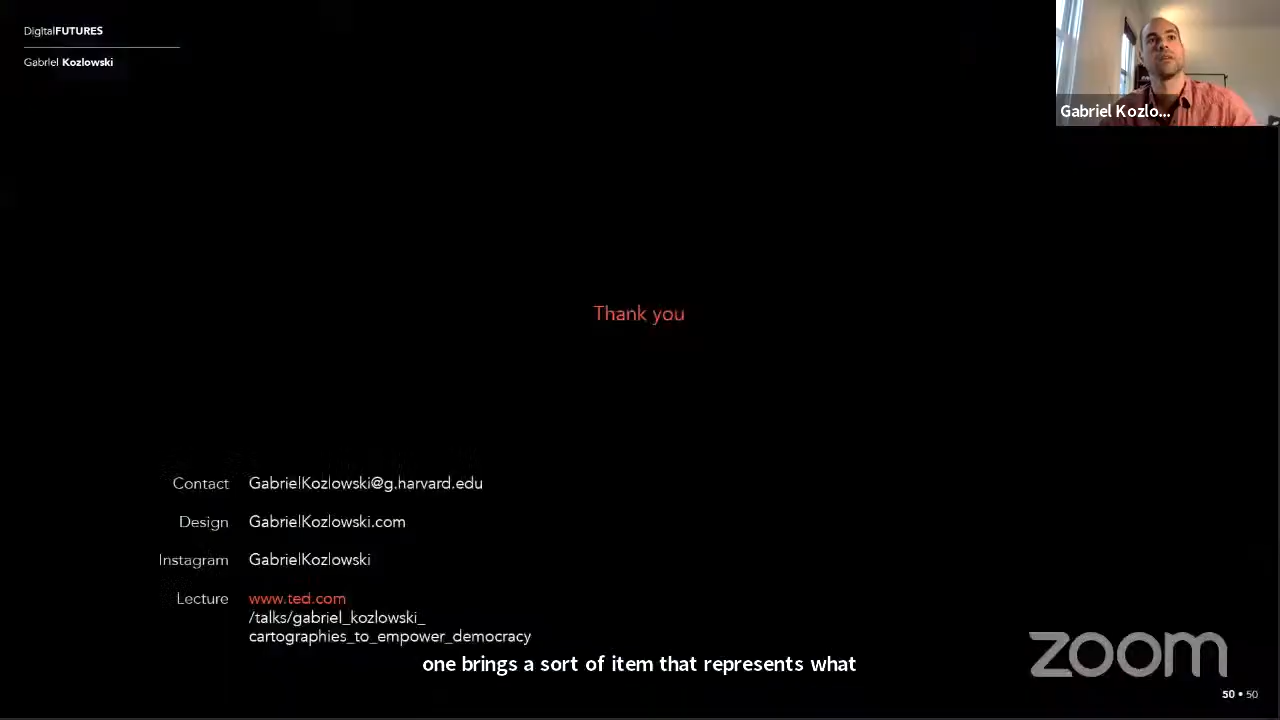 DigitalFUTURES
Gabriel Kozlowski
Gabriel Kozlo...
Thank you
Contact GabrielKozlowski@g.harvard.edu
Design GabrielKozlowski.com
Instagram GabrielKozlowski
Lecture www.ted.com
/talks/gabriel_kozlowski_
cartographies_to_empower_democracy
one brings a sort of item that represents what
zoom
50 • 50